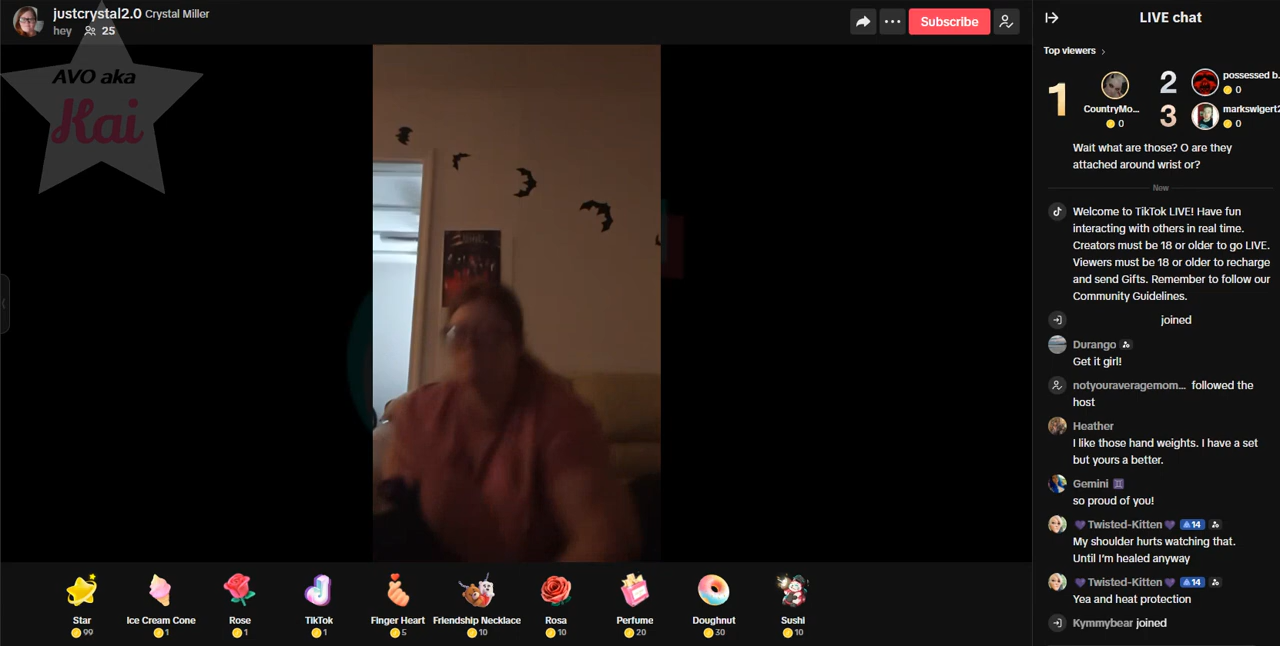 justcrystal2.0 Crystal Miller
hey 25
AVO aka
Kai
Subscribe
LIVE chat
Top viewers
1
CountryMo...
0
2
possessed b.
0
3
markswigert2
0
Wait what are those? O are they
attached around wrist or?
New
Welcome to TikTok LIVE! Have fun
interacting with others in real time.
Creators must be 18 or older to go LIVE.
Viewers must be 18 or older to recharge
and send Gifts. Remember to follow our
Community Guidelines.
joined
Durango
Get it girl!
notyouraveragemom... followed the
host
Heather
I like those hand weights. I have a set
but yours a better.
Gemini
so proud of you!
Twisted-Kitten 14
My shoulder hurts watching that.
Until I'm healed anyway
Twisted-Kitten 14
Yea and heat protection
Kymmybear joined
Star
99
Ice Cream Cone
1
Rose
1
TikTok
1
Finger Heart
5
Friendship Necklace
10
Rosa
10
Perfume
20
Doughnut
30
Sushi
10